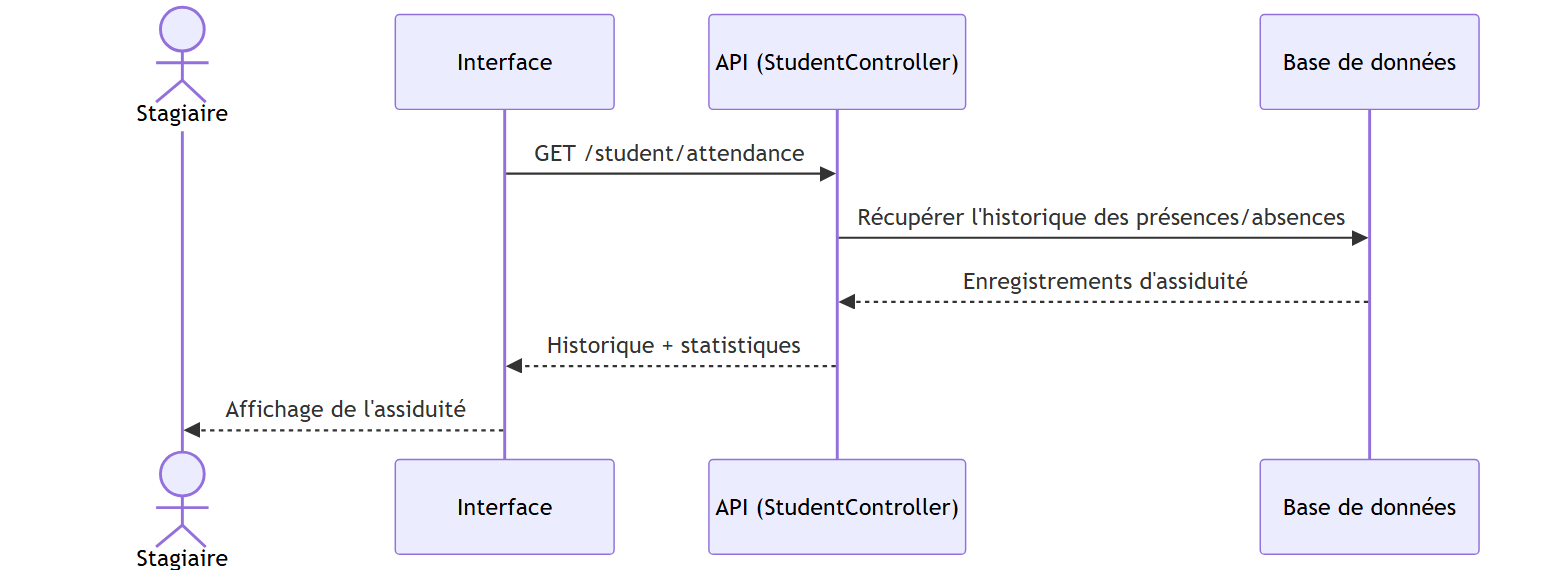 Stagiaire
Interface
API (StudentController)
Base de données
GET /student/attendance
Récupérer l'historique des présences/absences
Enregistrements d'assiduité
Historique + statistiques
Affichage de l'assiduité
Stagiaire
Interface
API (StudentController)
Base de données